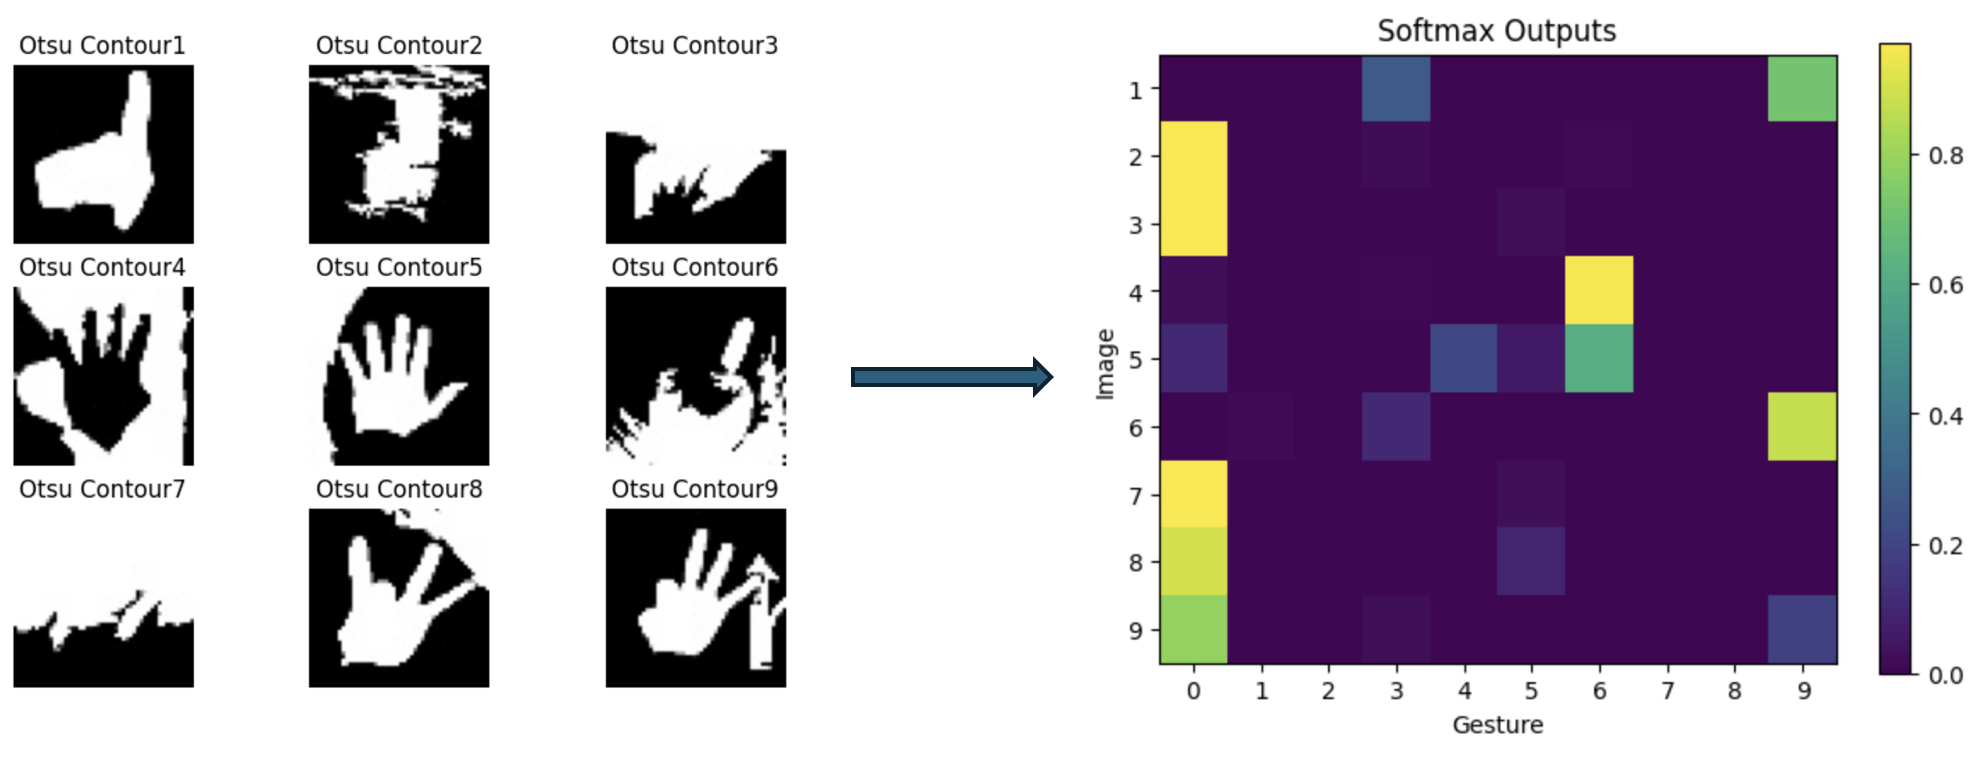 Otsu Contour1
Otsu Contour2
Otsu Contour3
Otsu Contour4
Otsu Contour5
Otsu Contour6
Otsu Contour7
Otsu Contour8
Otsu Contour9
Softmax Outputs
Image
1
2
3
4
5
6
7
8
9
0 1 2 3 4 5 6 7 8 9
Gesture
0.8
0.6
0.4
0.2
0.0